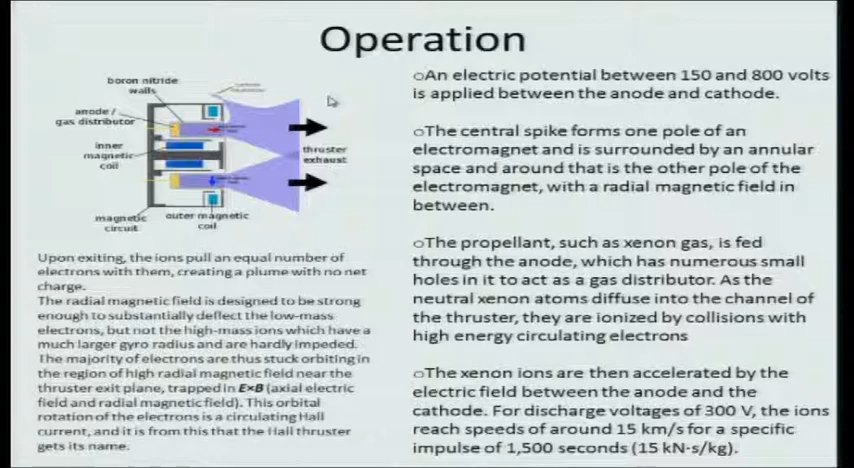 Operation
boron nitride
walls
anode /
gas distributor
inner
magnetic
coil
magnetic
circuit
outer magnetic
coil
thruster
exhaust
Upon exiting, the ions pull an equal number of
electrons with them, creating a plume with no net
charge.
The radial magnetic field is designed to be strong
enough to substantially deflect the low-mass
electrons, but not the high-mass ions which have a
much larger gyro radius and are hardly impeded.
The majority of electrons are thus stuck orbiting in
the region of high radial magnetic field near the
thruster exit plane, trapped in E×B (axial electric
field and radial magnetic field). This orbital
rotation of the electrons is a circulating Hall
current, and it is from this that the Hall thruster
gets its name.
○An electric potential between 150 and 800 volts
is applied between the anode and cathode.
○The central spike forms one pole of an
electromagnet and is surrounded by an annular
space and around that is the other pole of the
electromagnet, with a radial magnetic field in
between.
○The propellant, such as xenon gas, is fed
through the anode, which has numerous small
holes in it to act as a gas distributor. As the
neutral xenon atoms diffuse into the channel of
the thruster, they are ionized by collisions with
high energy circulating electrons
○The xenon ions are then accelerated by the
electric field between the anode and the
cathode. For discharge voltages of 300 V, the ions
reach speeds of around 15 km/s for a specific
impulse of 1,500 seconds (15 kN·s/kg).